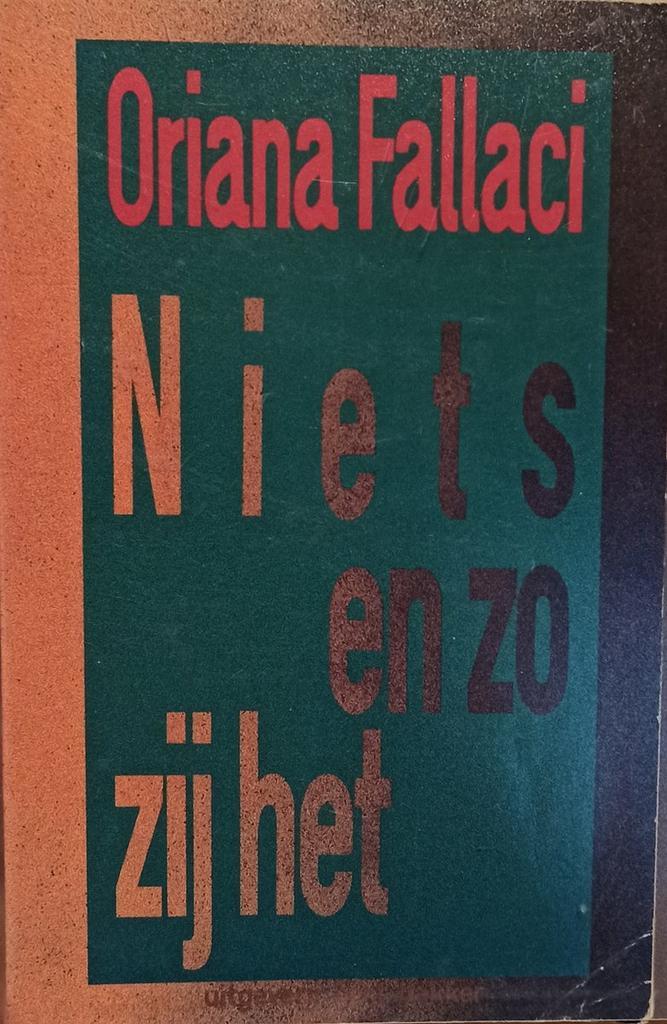 Oriana Fallaci
Niets
en zo
zij het